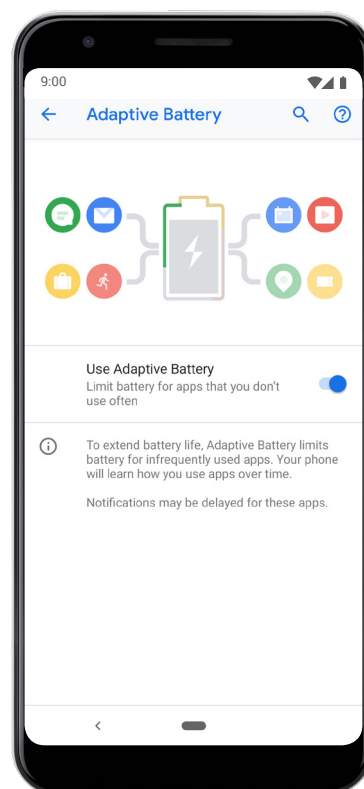 9:00
Adaptive Battery
Use Adaptive Battery
Limit battery for apps that you don't
use often
To extend battery life, Adaptive Battery limits
battery for infrequently used apps. Your phone
will learn how you use apps over time.
Notifications may be delayed for these apps.